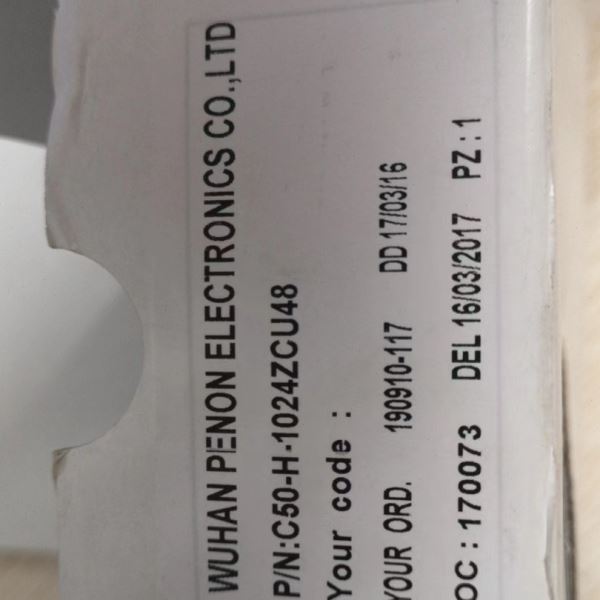 WUHAN PENON ELECTRONICS CO.,LTD
P/N:C50-H-1024ZCU48
Your code :
YOUR ORD. 190910-117 DD 17/03/16
OC : 170073 DEL 16/03/2017 PZ : 1